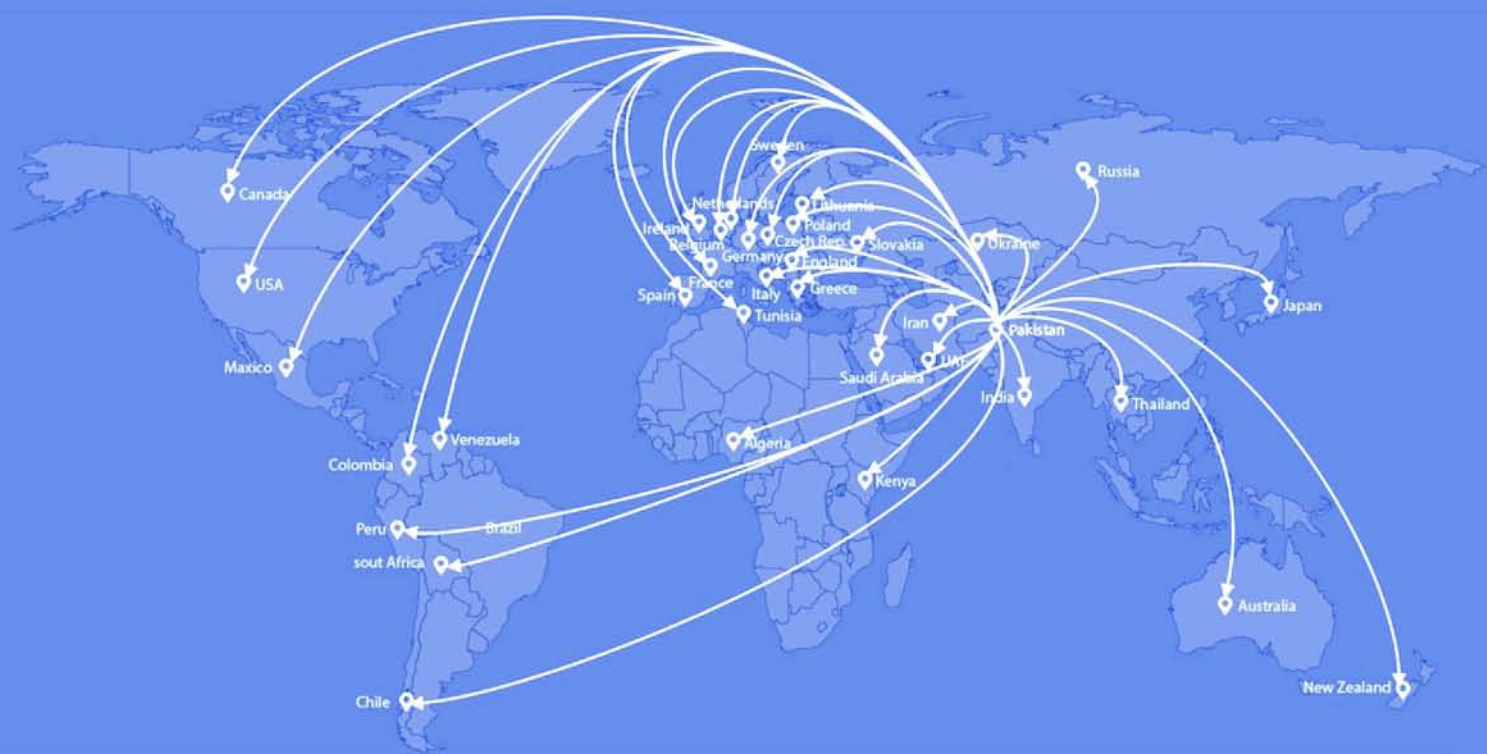 Sweden
Russia
Canada
Netherlands
Lithuania
Ireland
Poland
Belgium
Czech Rep.
Slovakia
Ukraine
Germany
England
USA
France
Italy
Greece
Spain
Tunisia
Japan
Iran
Pakistan
Maxico
UAE
Saudi Arabia
India
Thailand
Venezuela
Algeria
Colombia
Kenya
Peru
Brazil
sout Africa
Australia
New Zealand
Chile